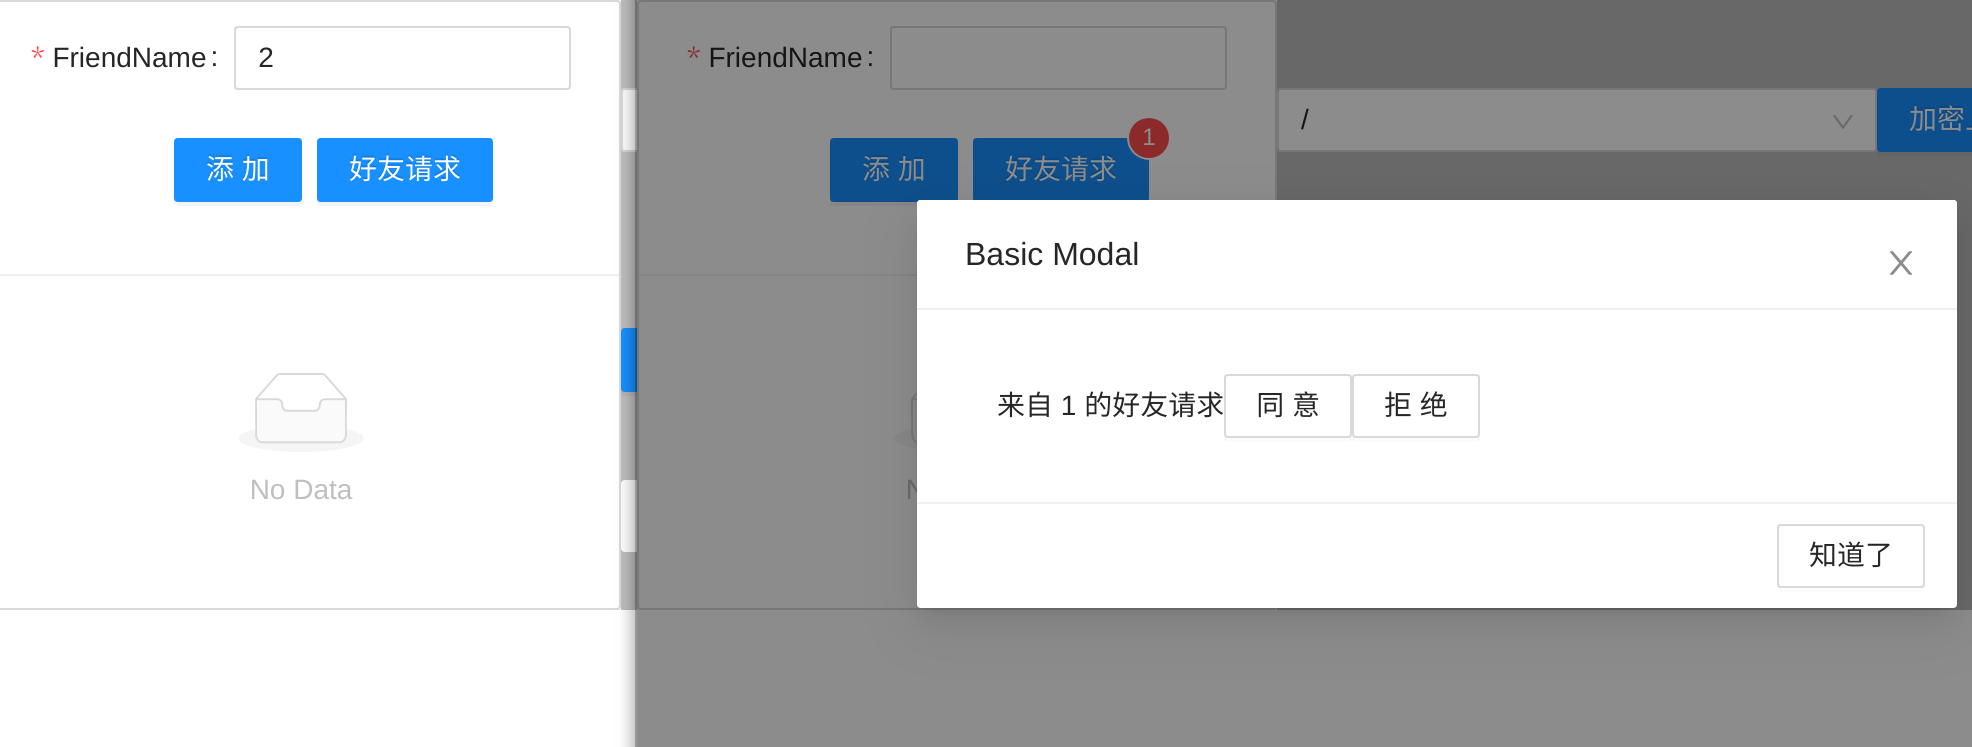 * FriendName:
2
添 加
好友请求
No Data
* FriendName:
添 加
好友请求
1
/
加密
Basic Modal
来自 1 的好友请求
同 意
拒 绝
知道了